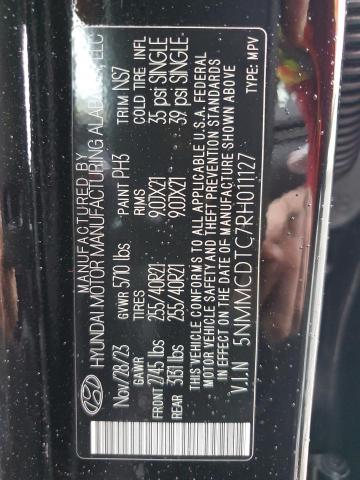 MANUFACTURED BY
HYUNDAI MOTOR MANUFACTURING ALABAMA, LLC
Nov/28/23 GVWR 5710 lbs PAINT PH3 TRIM NS7
GAWR TIRES RIMS COLD TIRE INFL
FRONT 2745 lbs 255/40R21 9.0JX21 35 psi SINGLE
REAR 3131 lbs 255/40R21 9.0JX21 39 psi SINGLE
THIS VEHICLE CONFORMS TO ALL APPLICABLE U.S.A. FEDERAL
MOTOR VEHICLE SAFETY AND THEFT PREVENTION STANDARDS
IN EFFECT ON THE DATE OF MANUFACTURE SHOWN ABOVE
V.I.N 5NMMCDTC7RH011127 TYPE: MPV